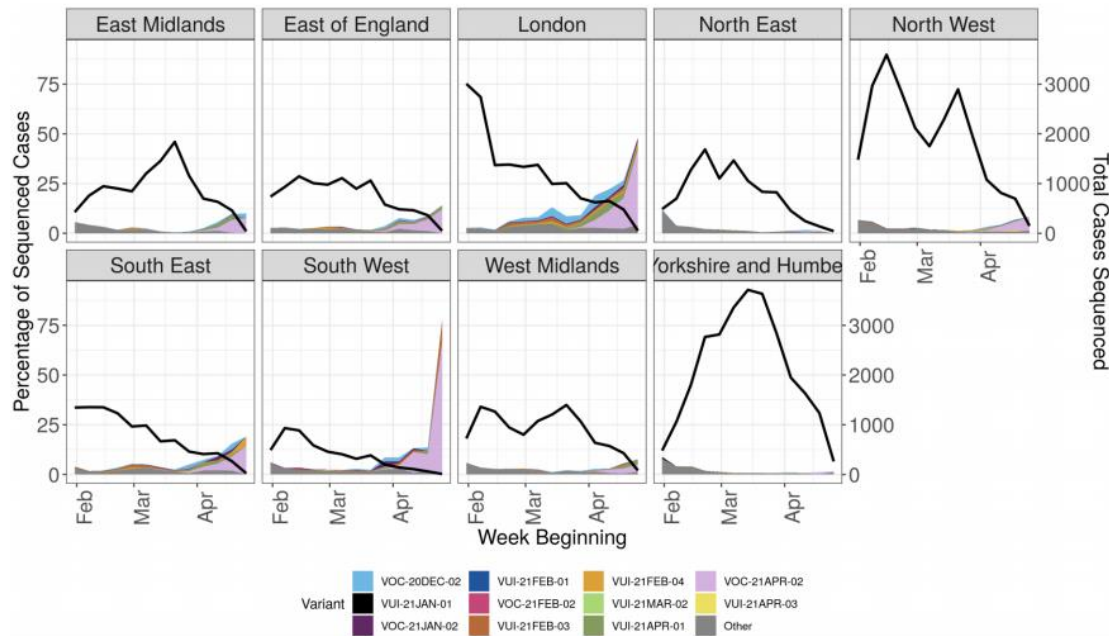 East Midlands
East of England
London
North East
North West
75
50
25
0
3000
2000
1000
0
Feb
Mar
Apr
South East
South West
West Midlands
Yorkshire and Humbe
75
50
25
0
3000
2000
1000
0
Feb
Mar
Apr
Feb
Mar
Apr
Feb
Mar
Apr
Feb
Mar
Apr
Percentage of Sequenced Cases
Total Cases Sequenced
Week Beginning
Variant
VOC-20DEC-02
VUI-21FEB-01
VUI-21FEB-04
VOC-21APR-02
VUI-21JAN-01
VOC-21FEB-02
VUI-21MAR-02
VUI-21APR-03
VOC-21JAN-02
VUI-21FEB-03
VUI-21APR-01
Other